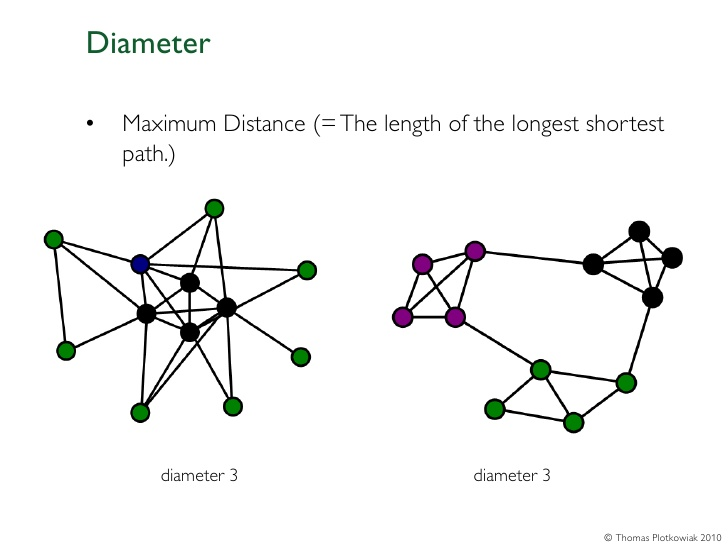 Diameter
• Maximum Distance (= The length of the longest shortest
path.)
diameter 3
diameter 3
© Thomas Plotkowiak 2010